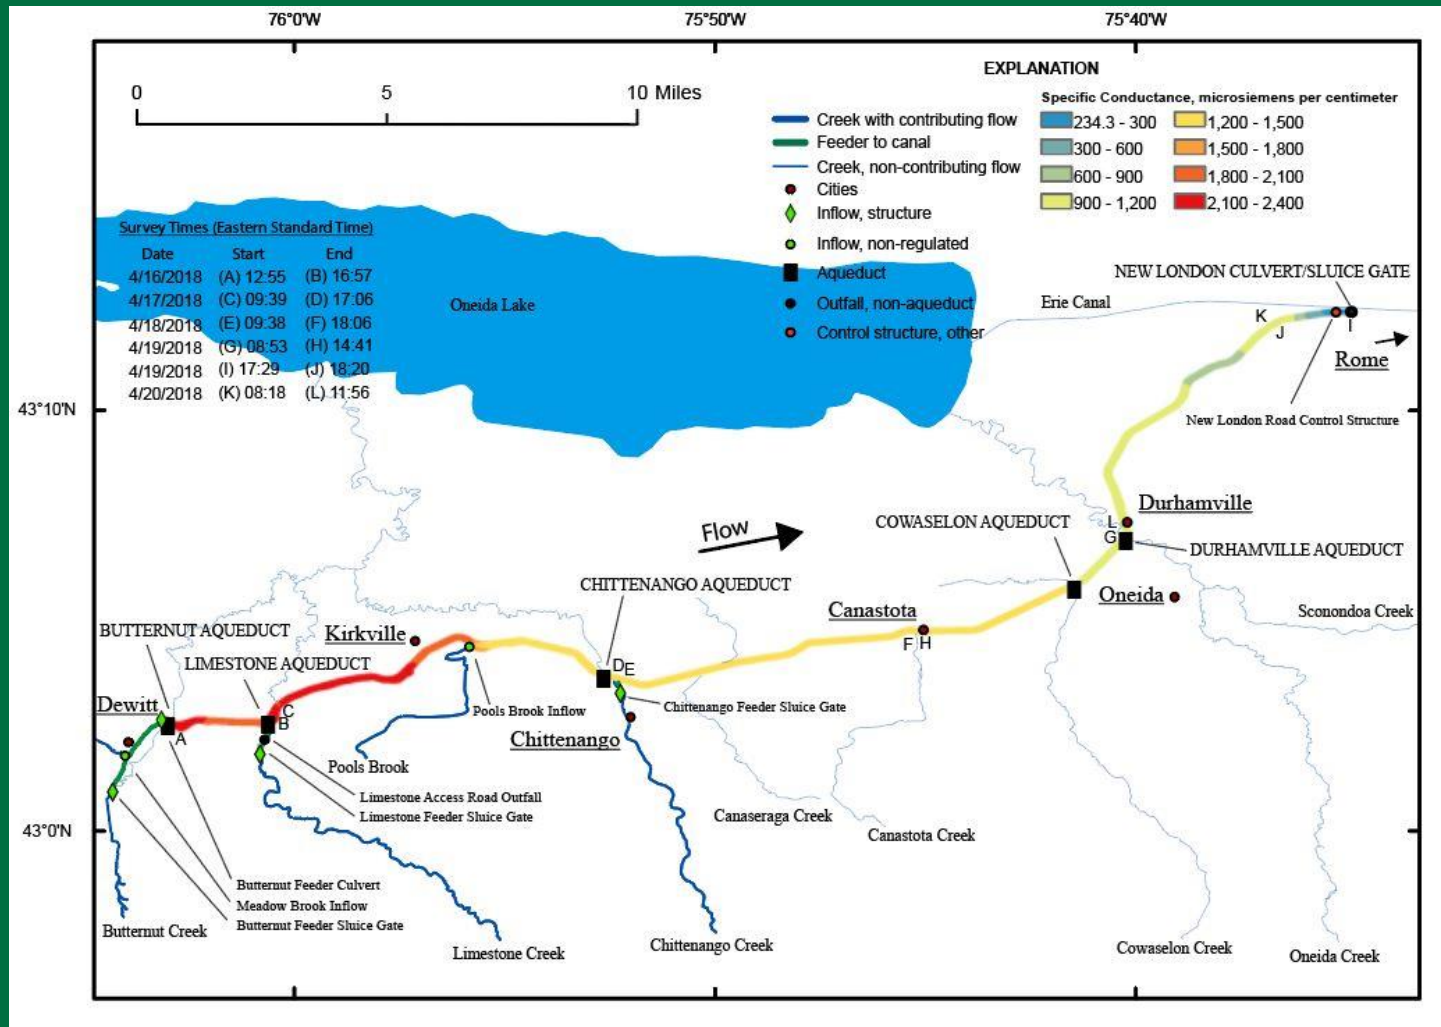 76°0'W
75°50'W
75°40'W
0
5
10 Miles
EXPLANATION
Specific Conductance, microsiemens per centimeter
234.3 - 300
1,200 - 1,500
300 - 600
1,500 - 1,800
600 - 900
1,800 - 2,100
900 - 1,200
2,100 - 2,400
Creek with contributing flow
Feeder to canal
Creek, non-contributing flow
Cities
Inflow, structure
Inflow, non-regulated
Aqueduct
Outfall, non-aqueduct
Control structure, other
Survey Times (Eastern Standard Time)
Date Start End
4/16/2018 (A) 12:55 (B) 16:57
4/17/2018 (C) 09:39 (D) 17:06
4/18/2018 (E) 09:38 (F) 18:06
4/19/2018 (G) 08:53 (H) 14:41
4/19/2018 (I) 17:29 (J) 18:20
4/20/2018 (K) 08:18 (L) 11:56
Oneida Lake
NEW LONDON CULVERT/SLUICE GATE
Erie Canal
K
J
I
Rome
43°10'N
New London Road Control Structure
Durhamville
L
G
COWASELON AQUEDUCT
Flow
DURHAMVILLE AQUEDUCT
CHITTENANGO AQUEDUCT
Oneida
Canastota
Sconondoa Creek
BUTTERNUT AQUEDUCT
Kirkville
F H
LIMESTONE AQUEDUCT
D E
Dewitt
C
B
A
Pools Brook Inflow
Chittenango Feeder Sluice Gate
Chittenango
Pools Brook
Limestone Access Road Outfall
Limestone Feeder Sluice Gate
Canaseraga Creek
Canastota Creek
43°0'N
Butternut Feeder Culvert
Meadow Brook Inflow
Butternut Feeder Sluice Gate
Butternut Creek
Limestone Creek
Chittenango Creek
Cowaselon Creek
Oneida Creek